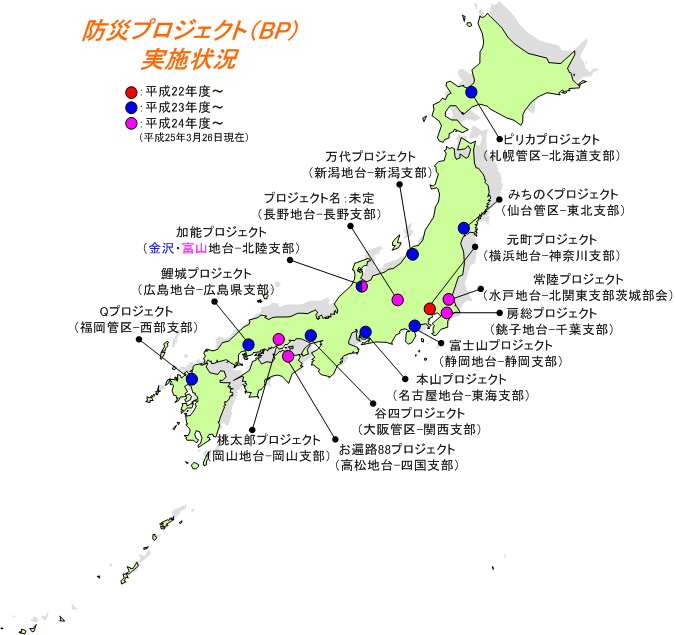 防災プロジェクト（BP）
実施状況
：平成22年度～
：平成23年度～
：平成24年度～
（平成25年3月26日現在）
ピリカプロジェクト
（札幌管区−北海道支部）
万代プロジェクト
（新潟地台−新潟支部）
みちのくプロジェクト
（仙台管区−東北支部）
プロジェクト名：未定
（長野地台−長野支部）
加能プロジェクト
（金沢・富山地台−北陸支部）
元町プロジェクト
（横浜地台−神奈川支部）
鯉城プロジェクト
（広島地台−広島県支部）
常陸プロジェクト
（水戸地台−北関東支部茨城部会）
Qプロジェクト
（福岡管区−西部支部）
房総プロジェクト
（銚子地台−千葉支部）
富士山プロジェクト
（静岡地台−静岡支部）
本山プロジェクト
（名古屋地台−東海支部）
谷四プロジェクト
（大阪管区−関西支部）
桃太郎プロジェクト
（岡山地台−岡山支部）
お遍路88プロジェクト
（高松地台−四国支部）